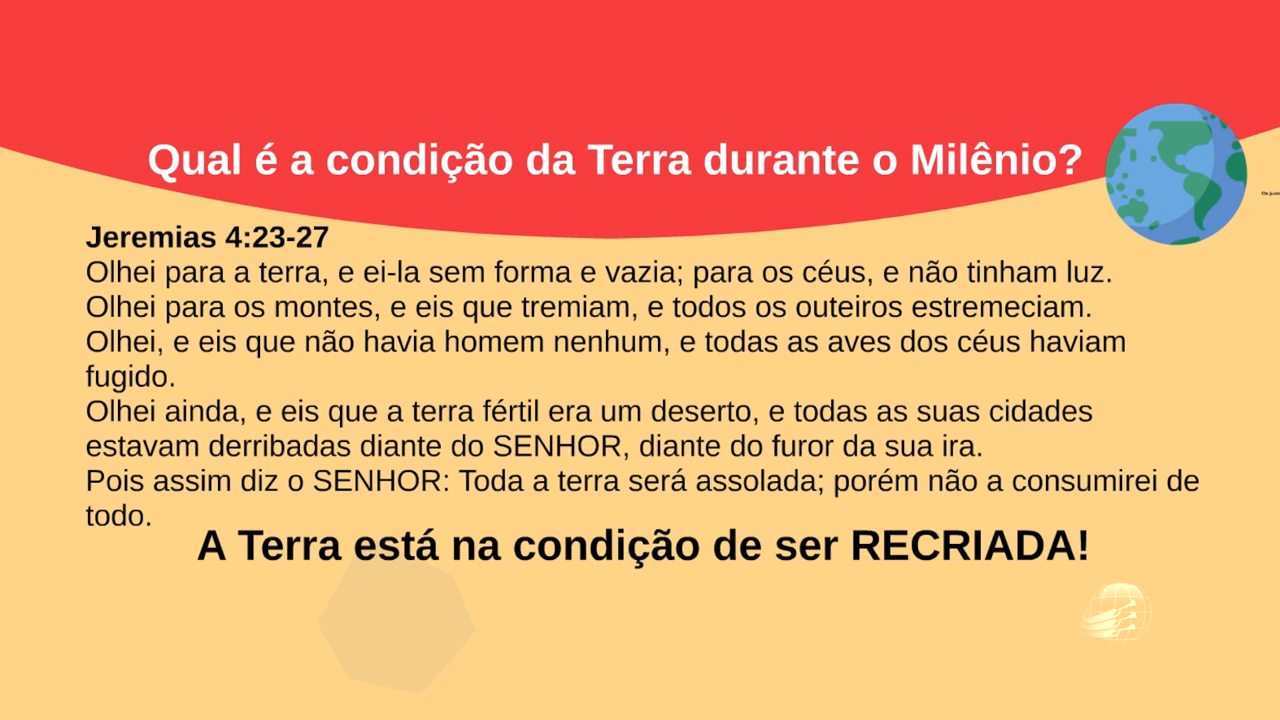 Qual é a condição da Terra durante o Milênio?
Jeremias 4:23-27
Olhei para a terra, e ei-la sem forma e vazia; para os céus, e não tinham luz.
Olhei para os montes, e eis que tremiam, e todos os outeiros estremeciam.
Olhei, e eis que não havia homem nenhum, e todas as aves dos céus haviam
fugido.
Olhei ainda, e eis que a terra fértil era um deserto, e todas as suas cidades
estavam derribadas diante do SENHOR, diante do furor da sua ira.
Pois assim diz o SENHOR: Toda a terra será assolada; porém não a consumirei de
todo.
A Terra está na condição de ser RECRIADA!